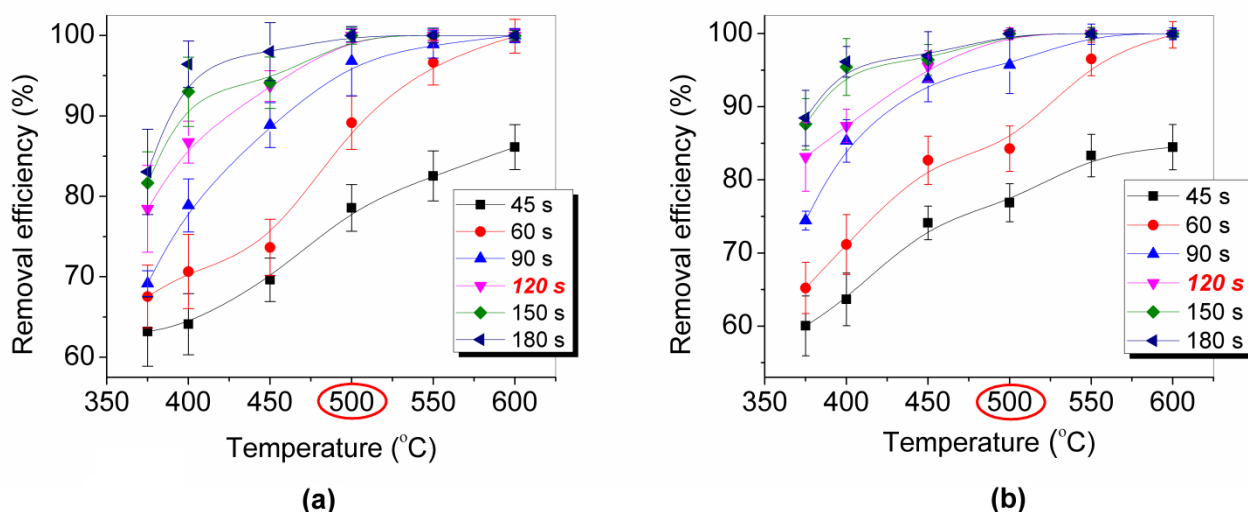 100
90
80
70
60
Removal efficiency (%)
45 s
60 s
90 s
120 s
150 s
180 s
350 400 450 500 550 600
Temperature (°C)
(a)
100
90
80
70
60
Removal efficiency (%)
45 s
60 s
90 s
120 s
150 s
180 s
350 400 450 500 550 600
Temperature (°C)
(b)